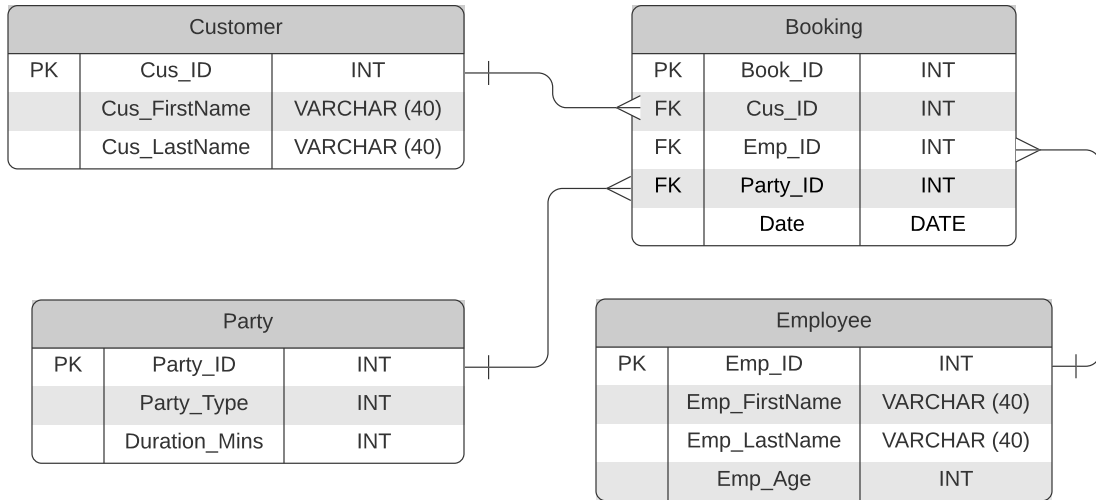 Customer
PK Cus_ID INT
Cus_FirstName VARCHAR (40)
Cus_LastName VARCHAR (40)
Booking
PK Book_ID INT
FK Cus_ID INT
FK Emp_ID INT
FK Party_ID INT
Date DATE
Party
PK Party_ID INT
Party_Type INT
Duration_Mins INT
Employee
PK Emp_ID INT
Emp_FirstName VARCHAR (40)
Emp_LastName VARCHAR (40)
Emp_Age INT